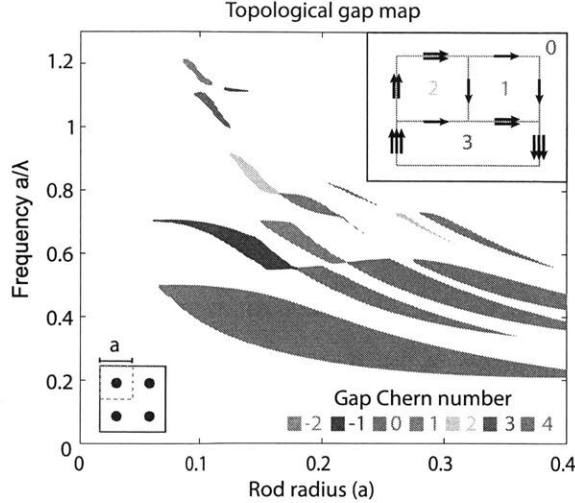 Topological gap map
Frequency a/λ
1.2
1.0
0.8
0.6
0.4
0.2
0
0
2
1
3
a
Gap Chern number
-2 -1 0 1 2 3 4
0.1 0.2 0.3 0.4
Rod radius (a)